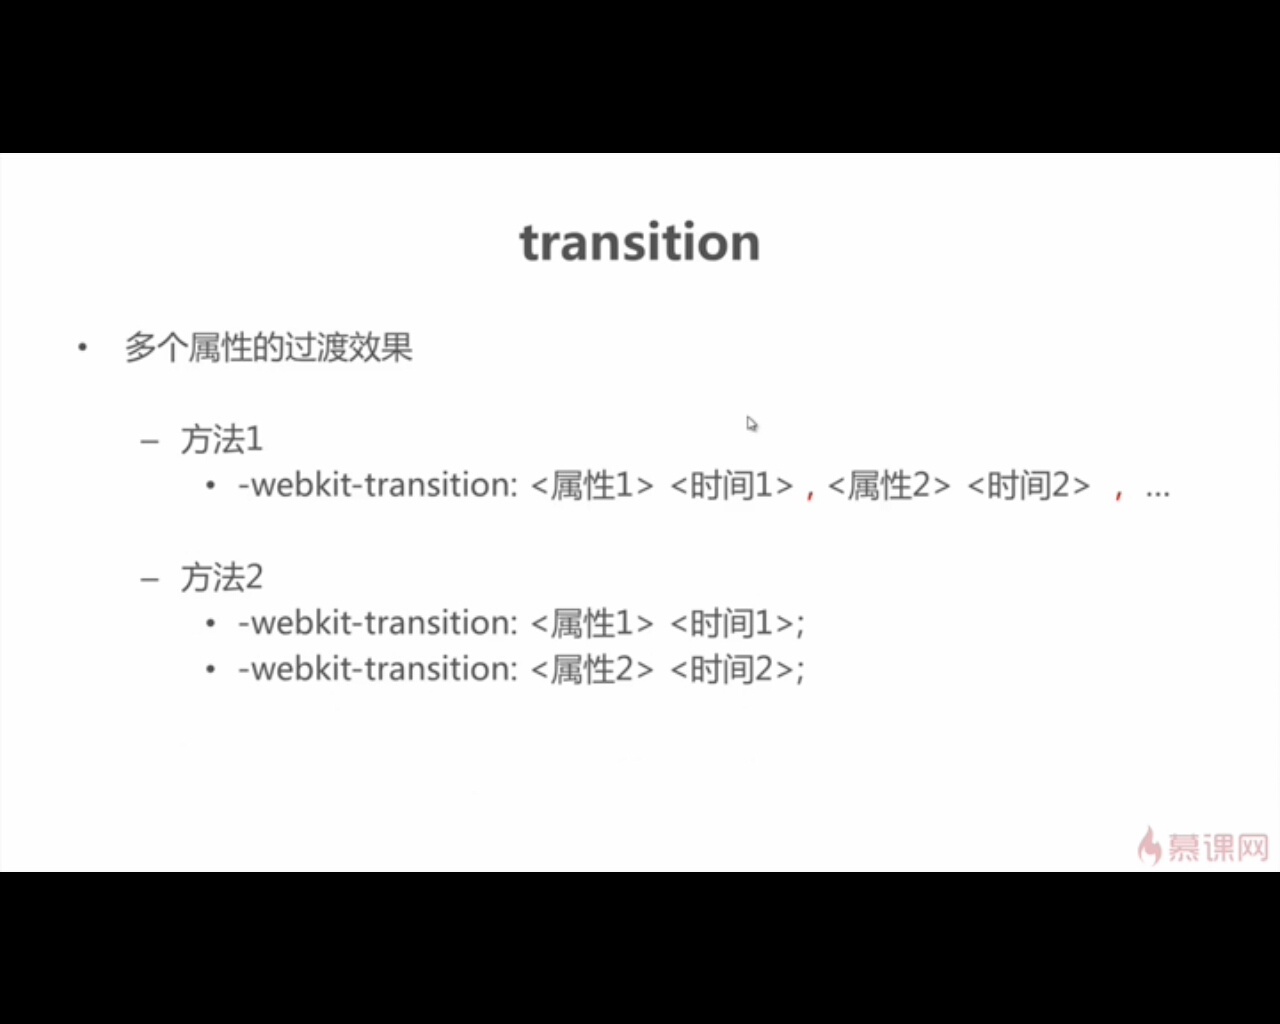 transition
• 多个属性的过渡效果
– 方法1
• -webkit-transition: <属性1> <时间1> , <属性2> <时间2> , ...
– 方法2
• -webkit-transition: <属性1> <时间1>;
• -webkit-transition: <属性2> <时间2>;
慕课网